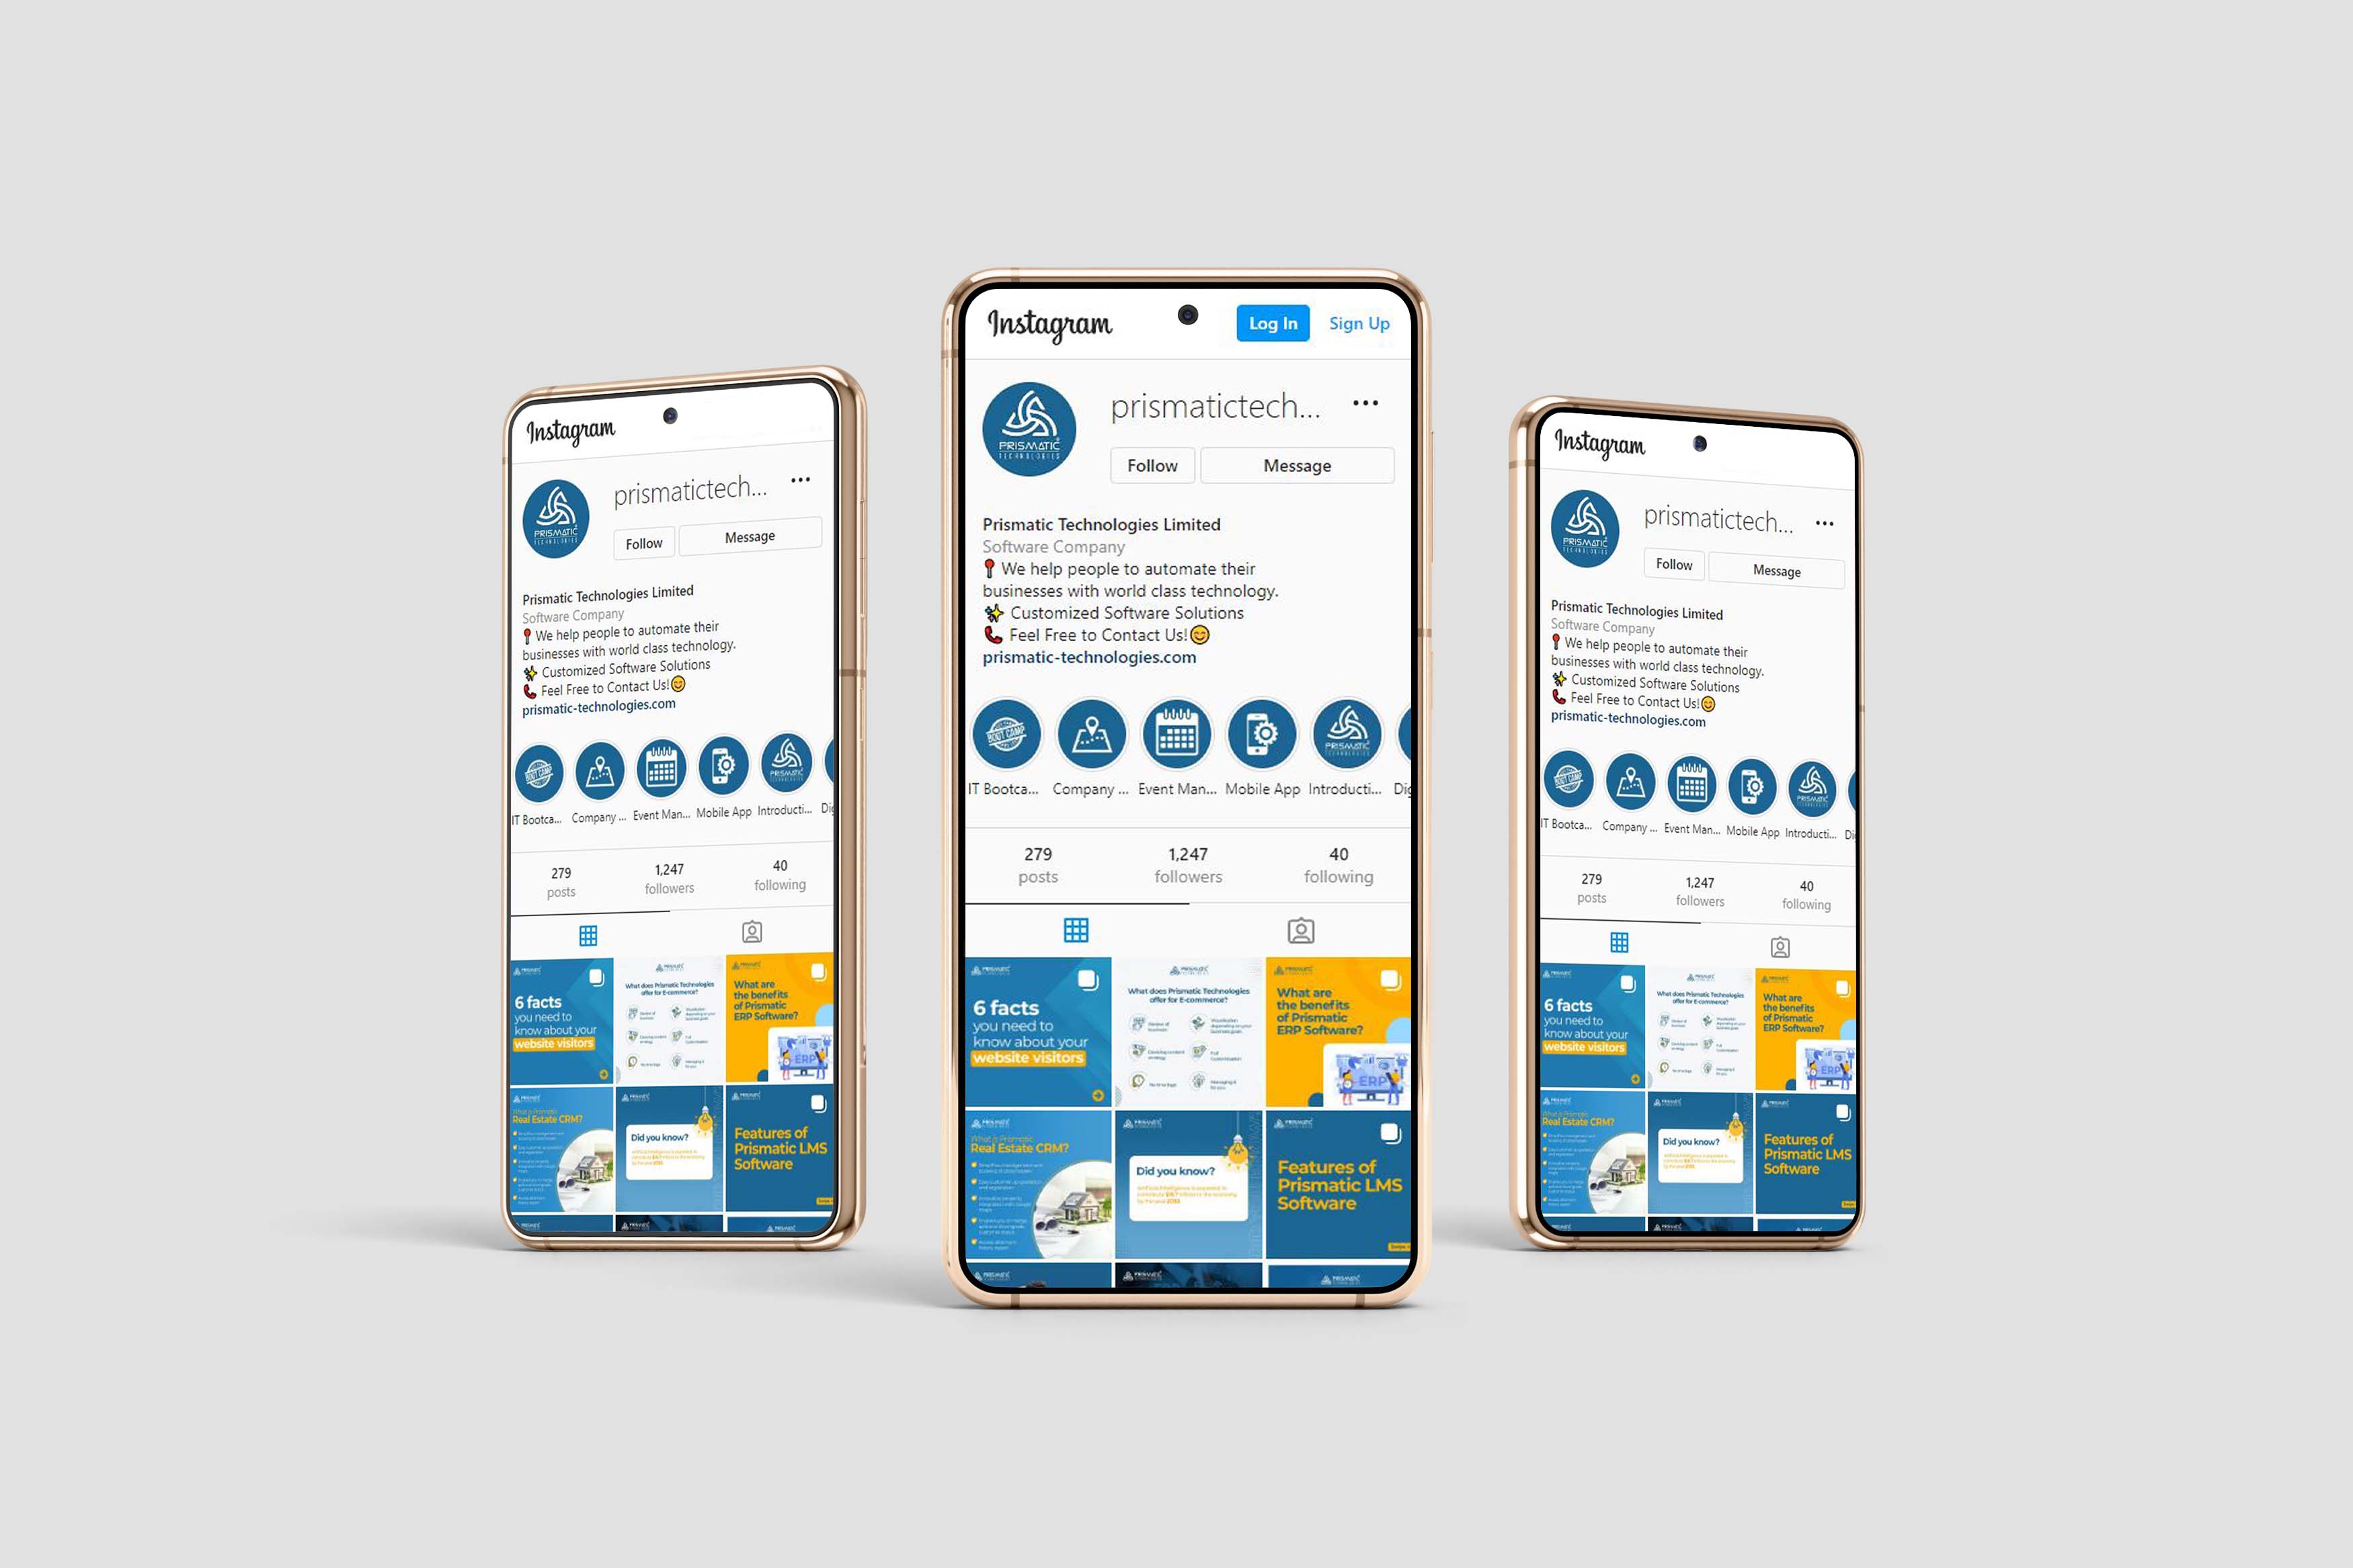 Instagram
prismatictech...
Follow
Message
Prismatic Technologies Limited
Software Company
We help people to automate their
businesses with world class technology.
Customized Software Solutions
Feel Free to Contact Us!
prismatic-technologies.com
BOOT CAMP
PRISMATIC
IT Bootca...
Company ...
Event Man...
Mobile App
Introducti...
279
posts
1,247
followers
40
following
6 facts
you need to
know about your
website visitors
What does Prismatic Technologies
offer for E-commerce?
What are
the benefits
of Prismatic
ERP Software?
ERP
What is Prismatic
Real Estate CRM?
Did you know?
Features of
Prismatic LMS
Software
Instagram
Log In
Sign Up
PRISMATIC
TECHNOLOGIES
prismatictech...
Follow
Message
Prismatic Technologies Limited
Software Company
We help people to automate their
businesses with world class technology.
Customized Software Solutions
Feel Free to Contact Us!
prismatic-technologies.com
BOOT CAMP
PRISMATIC
IT Bootca...
Company ...
Event Man...
Mobile App
Introducti...
279
posts
1,247
followers
40
following
6 facts
you need to
know about your
website visitors
What does Prismatic Technologies
offer for E-commerce?
What are
the benefits
of Prismatic
ERP Software?
ERP
What is Prismatic
Real Estate CRM?
Did you know?
Features of
Prismatic LMS
Software
Instagram
PRISMATIC
prismatictech...
Follow
Message
Prismatic Technologies Limited
Software Company
We help people to automate their
businesses with world class technology.
Customized Software Solutions
Feel Free to Contact Us!
prismatic-technologies.com
BOOT CAMP
PRISMATIC
IT Bootca...
Company ...
Event Man...
Mobile App
Introducti...
279
posts
1,247
followers
40
following
6 facts
you need to
know about your
website visitors
What does Prismatic Technologies
offer for E-commerce?
What are
the benefits
of Prismatic
ERP Software?
ERP
What is Prismatic
Real Estate CRM?
Did you know?
Features of
Prismatic LMS
Software